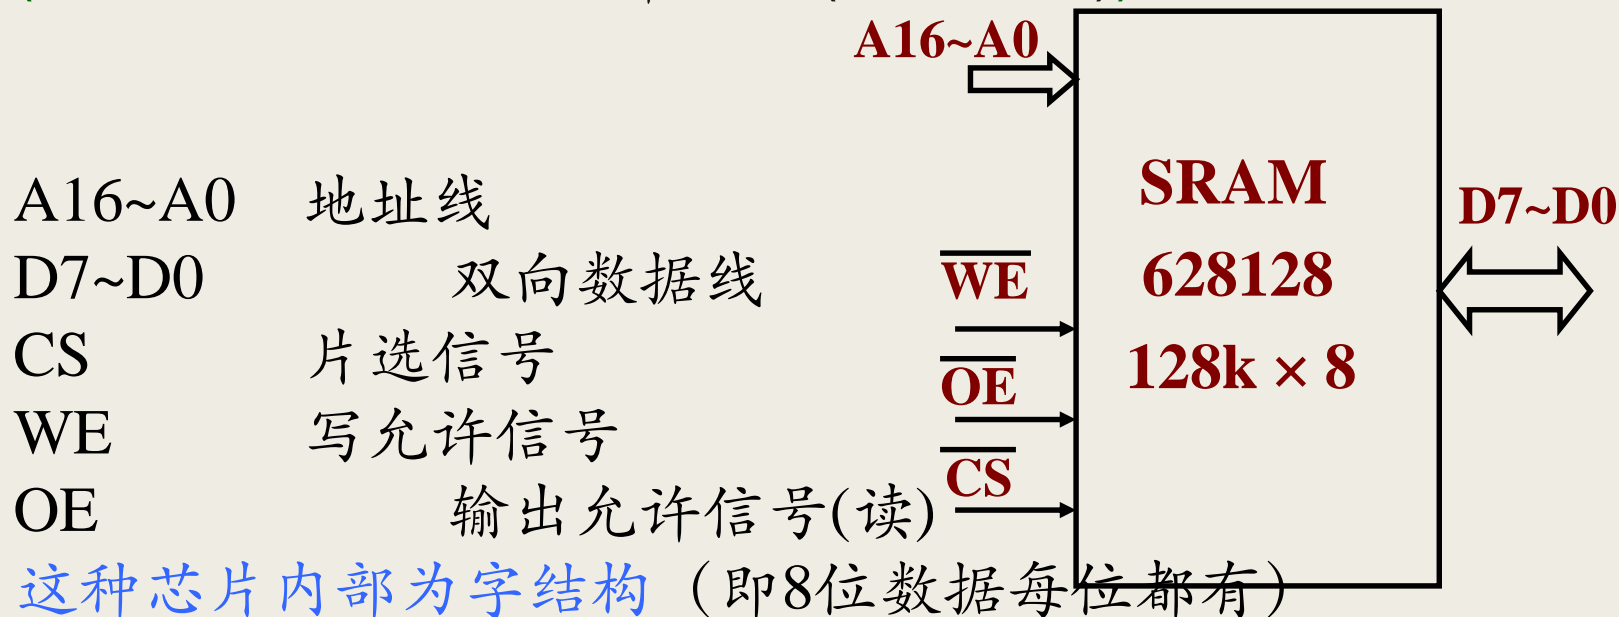 A16~A0 地址线
D7~D0 双向数据线
CS 片选信号
WE 写允许信号
OE 输出允许信号(读)
这种芯片内部为字结构（即8位数据每位都有）
A16~A0
WE
OE
CS
SRAM
628128
128k × 8
D7~D0